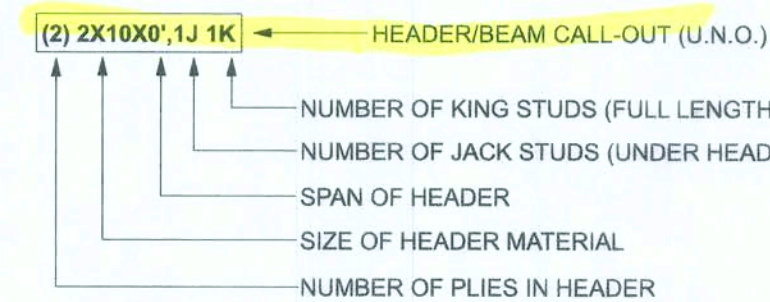 (2) 2X10X0',1J 1K HEADER/BEAM CALL-OUT (U.N.O.)
NUMBER OF KING STUDS (FULL LENGTH
NUMBER OF JACK STUDS (UNDER HEAD
SPAN OF HEADER
SIZE OF HEADER MATERIAL
NUMBER OF PLIES IN HEADER